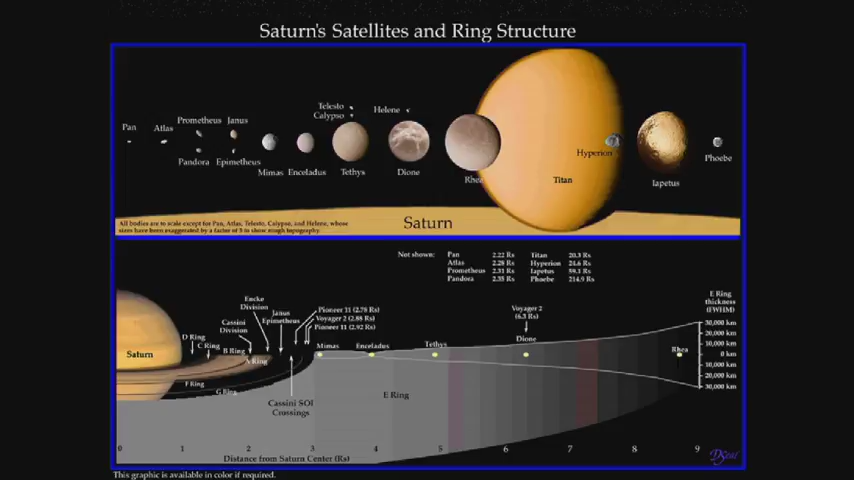 Saturn's Satellites and Ring Structure
Telesto
Calypso
Helene
Prometheus
Janus
Pan
Atlas
Pandora
Epimetheus
Mimas
Enceladus
Tethys
Dione
Rhea
Titan
Hyperion
Iapetus
Phoebe
All bodies are to scale except for Pan, Atlas, Telesto, Calypso, and Helene, whose
sizes have been exaggerated by a factor of 5 to show rough topography.
Saturn
Not shown:
Pan 2.22 Rs Titan 20.3 Rs
Atlas 2.28 Rs Hyperion 24.6 Rs
Prometheus 2.31 Rs Iapetus 59.1 Rs
Pandora 2.35 Rs Phoebe 214.9 Rs
E Ring
thickness
(FWHM)
Encke
Division
Janus
Epimetheus
Pioneer 11 (2.78 Rs)
Voyager 2 (2.88 Rs)
Pioneer 11 (2.92 Rs)
Voyager 2
(6.3 Rs)
Cassini
Division
D Ring
C Ring
B Ring
A Ring
Saturn
F Ring
G Ring
Mimas
Enceladus
Tethys
Dione
Rhea
30,000 km
20,000 km
10,000 km
0 km
10,000 km
20,000 km
30,000 km
Cassini SOI
Crossings
E Ring
0 1 2 3 4 5 6 7 8 9
Distance from Saturn Center (Rs)
DSeal
This graphic is available in color if required.